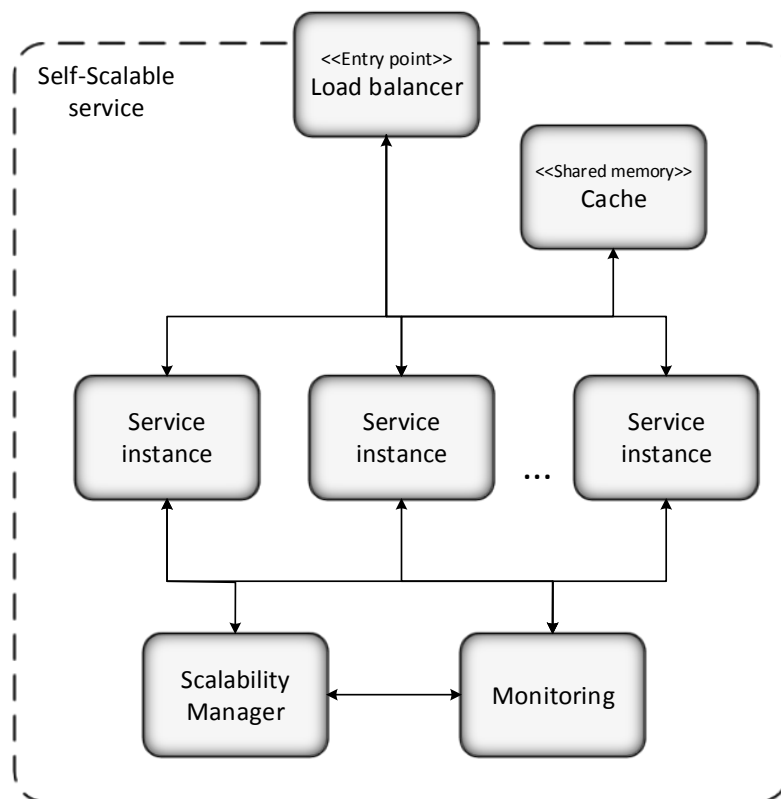 <<Entry point>>
Load balancer
Self-Scalable
service
<<Shared memory>>
Cache
Service
instance
Service
instance
...
Service
instance
Scalability
Manager
Monitoring